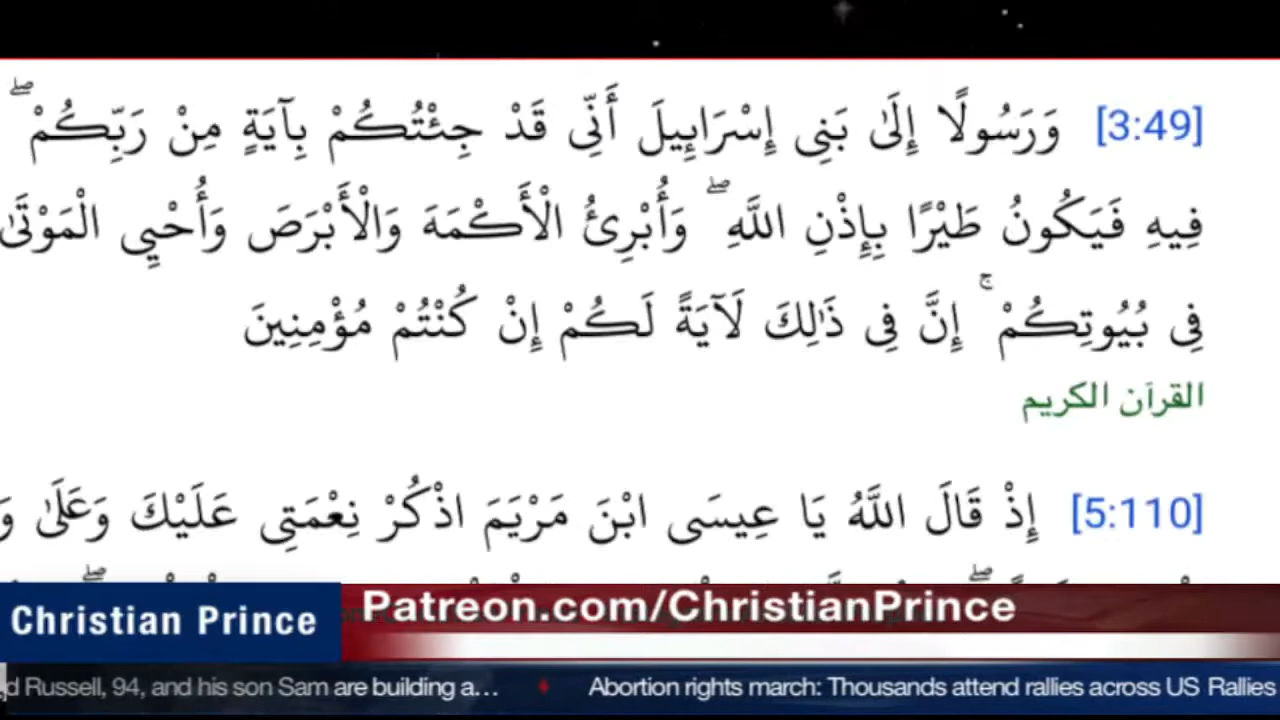 [3:49] وَرَسُولًا إِلَىٰ بَنِى إِسْرَايِٕيلَ أَنِّى قَدْ جِئْتُكُمْ بِآيَةٍ مِنْ رَبِّكُمْ ۖ
فِيهِ فَيَكُونُ طَيْرًا بِإِذْنِ اللَّهِ ۖ وَأُبْرِئُ الْأَكْمَهَ وَالْأَبْرَصَ وَأُحْيِى الْمَوْتَىٰ
فِى بُيُوتِكُمْ ۚ إِنَّ فِى ذَٰلِكَ لَآيَةً لَكُمْ إِنْ كُنْتُمْ مُؤْمِنِينَ
القرآن الكريم
[5:110] إِذْ قَالَ اللَّهُ يَا عِيسَى ابْنَ مَرْيَمَ اذْكُرْ نِعْمَتِى عَلَيْكَ وَعَلَىٰ
Christian Prince
Patreon.com/ChristianPrince
Russell, 94, and his son Sam are building a... ♦ Abortion rights march: Thousands attend rallies across US Rallies